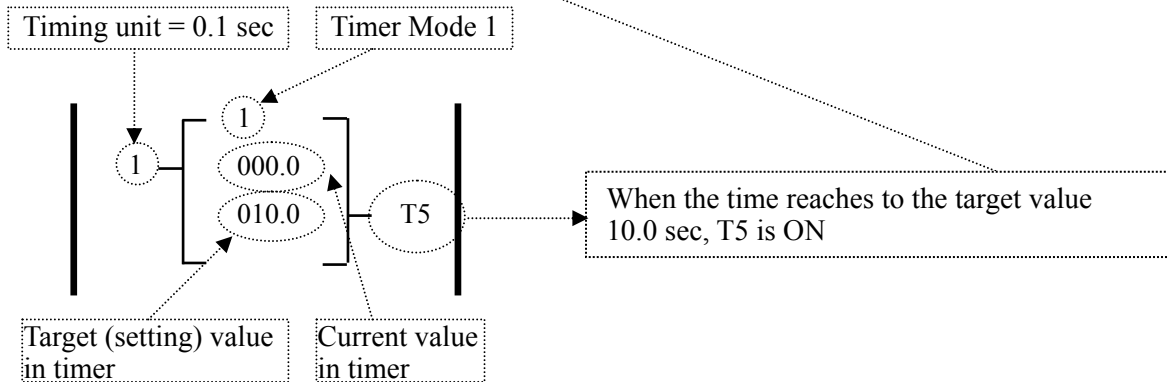 Timing unit = 0.1 sec
Timer Mode 1
1
1
000.0
010.0
T5
When the time reaches to the target value
10.0 sec, T5 is ON
Target (setting) value
in timer
Current value
in timer